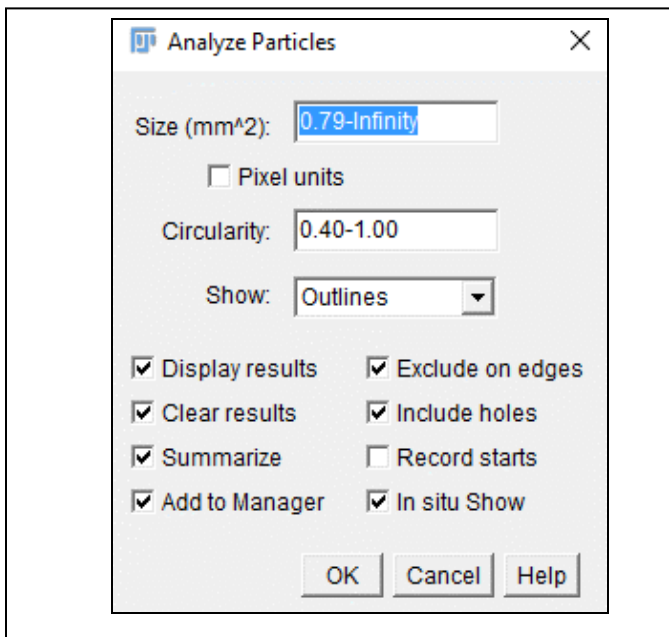 Analyze Particles
Size (mm^2): 0.79-Infinity
Pixel units
Circularity: 0.40-1.00
Show: Outlines
Display results Exclude on edges
Clear results Include holes
Summarize Record starts
Add to Manager In situ Show
OK Cancel Help